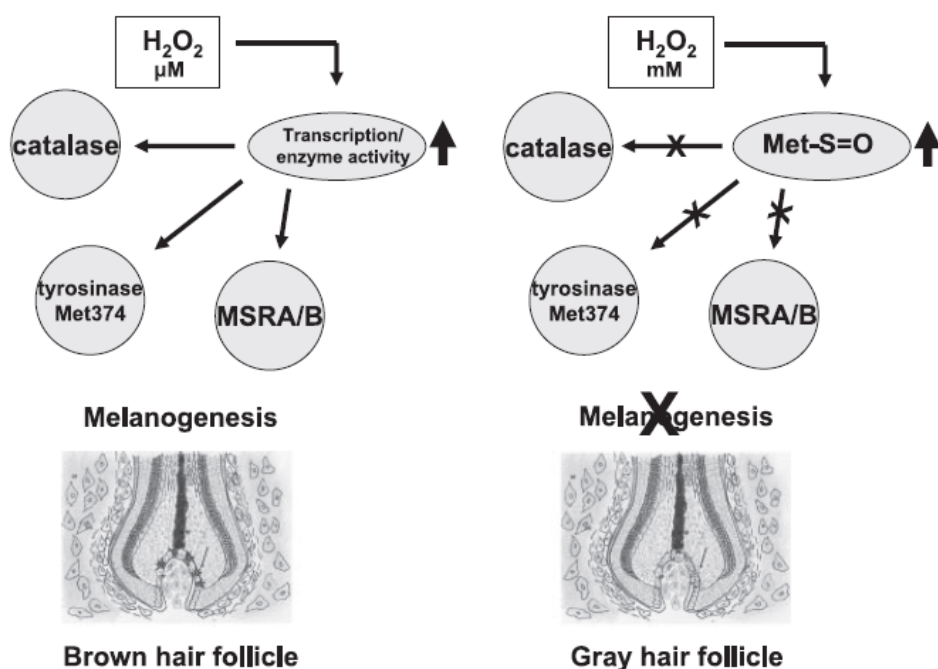 H₂O₂
μM
Transcription/
enzyme activity
catalase
tyrosinase
Met374
MSRA/B
Melanogenesis
Brown hair follicle
H₂O₂
mM
Met-S=O
catalase
X
tyrosinase
Met374
MSRA/B
Melanogenesis
X
Gray hair follicle